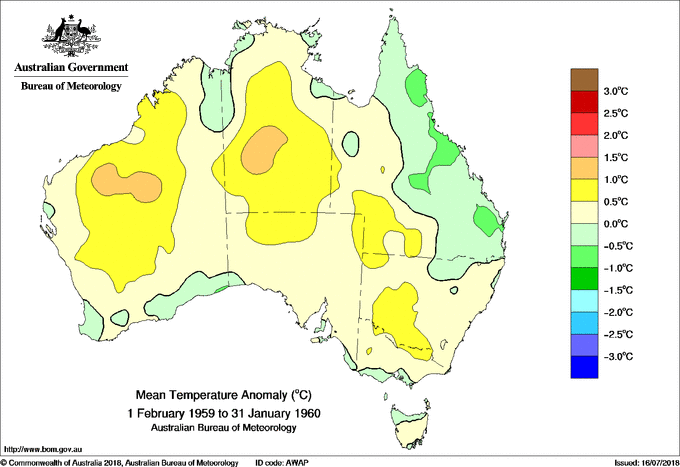 Australian Government
Bureau of Meteorology
3.0°C
2.5°C
2.0°C
1.5°C
1.0°C
0.5°C
0.0°C
−0.5°C
−1.0°C
−1.5°C
−2.0°C
−2.5°C
−3.0°C
Mean Temperature Anomaly (°C)
1 February 1959 to 31 January 1960
Australian Bureau of Meteorology
http://www.bom.gov.au
© Commonwealth of Australia 2018, Australian Bureau of Meteorology
ID code: AWAP
Issued: 16/07/2018